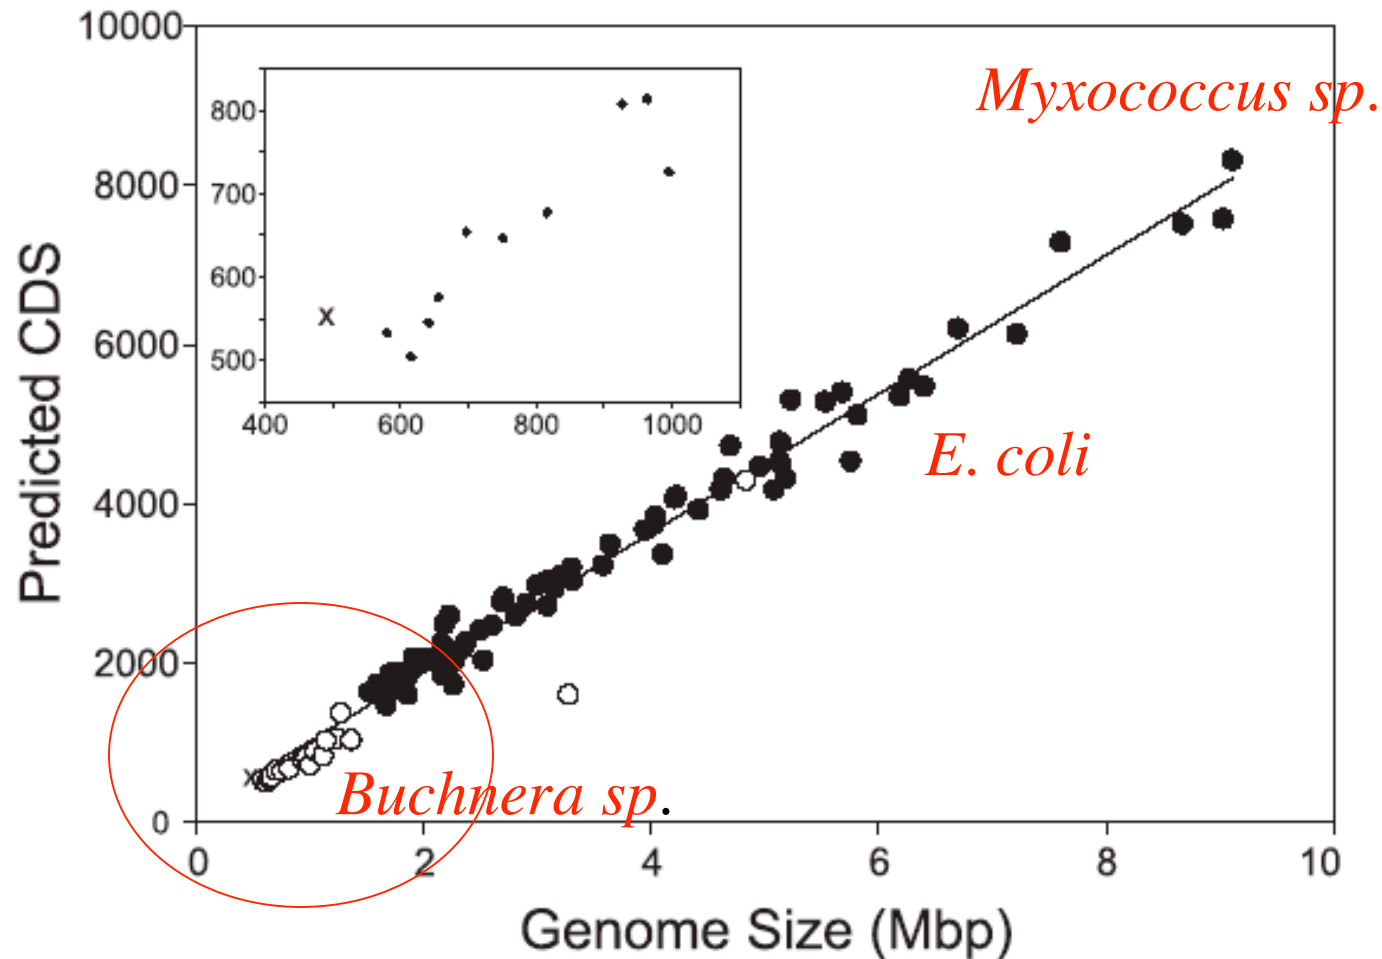 10000
Myxococcus sp.
800
8000
700
600
6000
500
400
600
800
1000
E. coli
Predicted CDS
4000
2000
Buchnera sp.
x
x
0
0
2
4
6
8
10
Genome Size (Mbp)